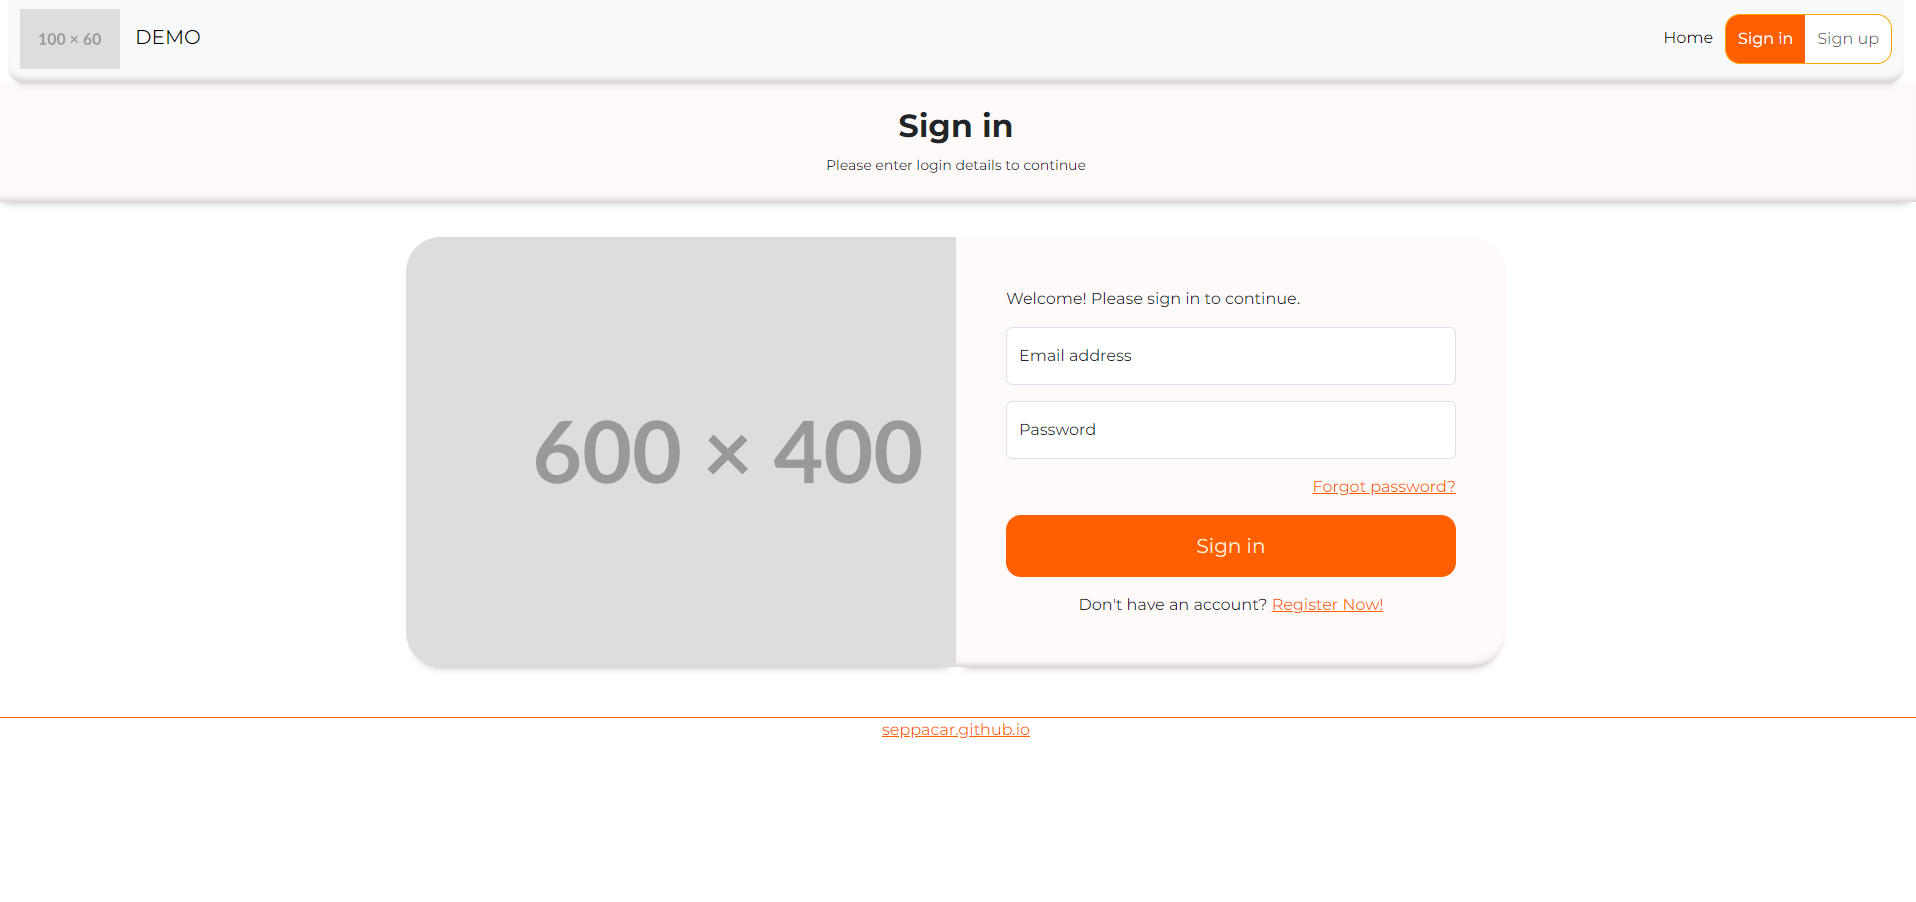 100 × 60
DEMO
Home
Sign in
Sign up
Sign in
Please enter login details to continue
600 × 400
Welcome! Please sign in to continue.
Email address
Password
Forgot password?
Sign in
Don't have an account? Register Now!
seppacar.github.io